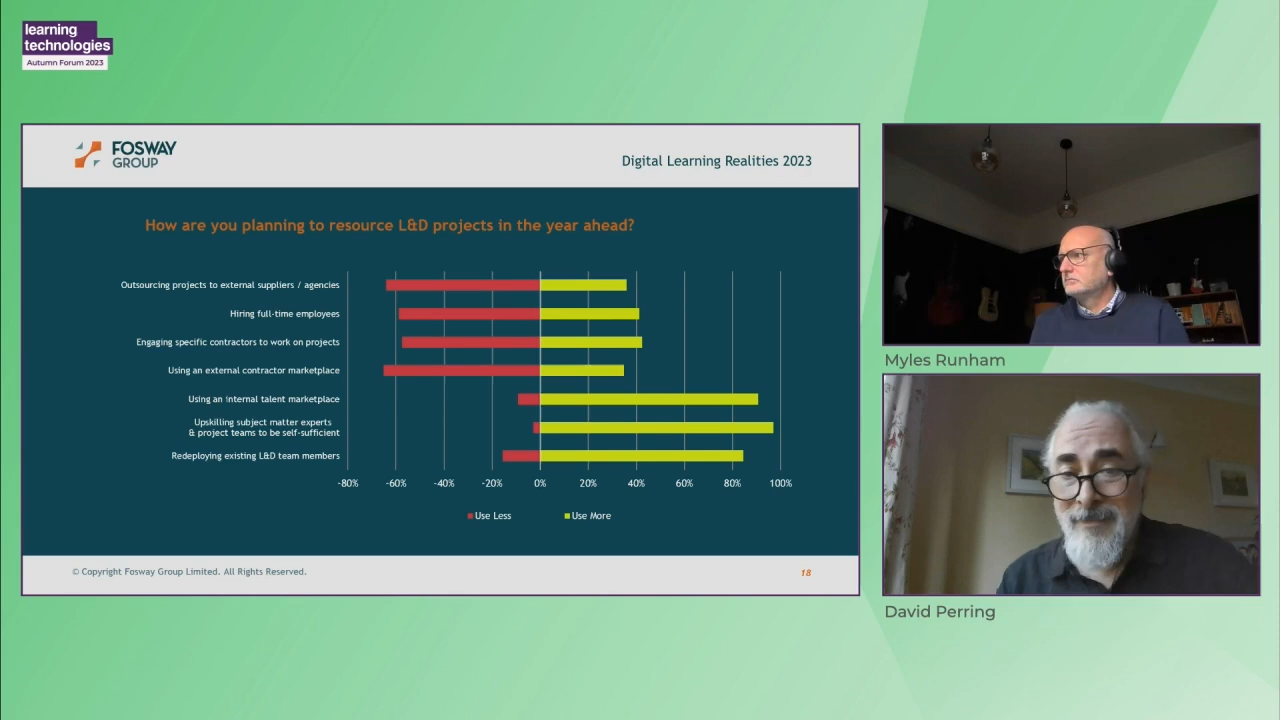 learning
technologies
Autumn Forum 2023
FOSWAY
GROUP
Digital Learning Realities 2023
How are you planning to resource L&D projects in the year ahead?
Outsourcing projects to external suppliers / agencies
Hiring full-time employees
Engaging specific contractors to work on projects
Using an external contractor marketplace
Using an internal talent marketplace
Upskilling subject matter experts
& project teams to be self-sufficient
Redeploying existing L&D team members
-80% -60% -40% -20% 0% 20% 40% 60% 80% 100%
Use Less Use More
© Copyright Fosway Group Limited. All Rights Reserved.
18
Myles Runham
David Perring